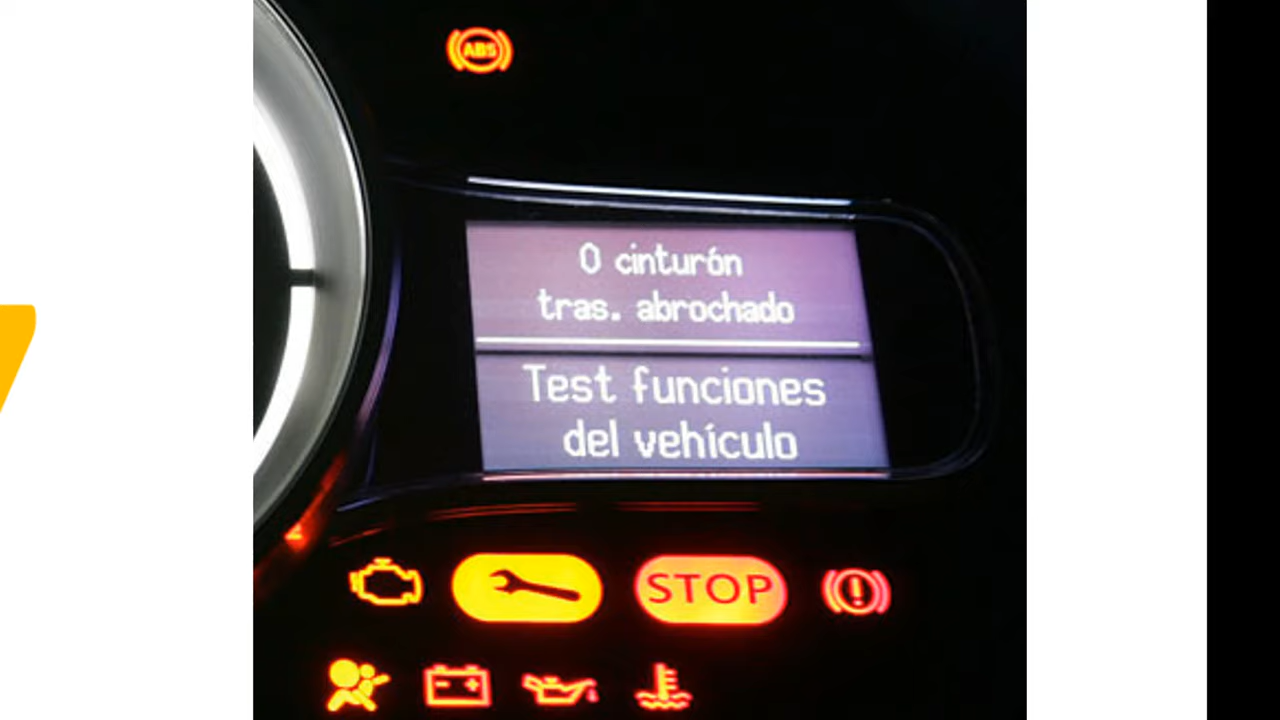 ABS
0 cinturón
tras. abrochado
Test funciones
del vehículo
STOP